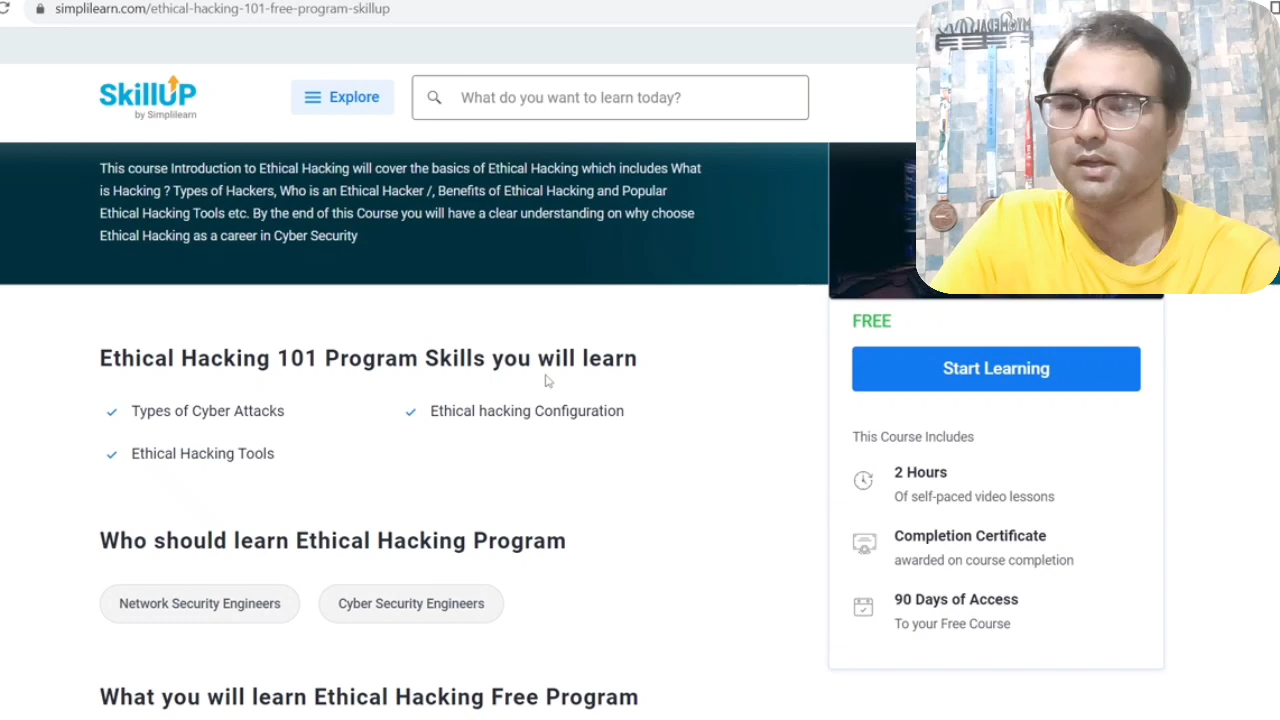 simplilearn.com/ethical-hacking-101-free-program-skillup
SkillUP
by Simplilearn
Explore
What do you want to learn today?
This course Introduction to Ethical Hacking will cover the basics of Ethical Hacking which includes What
is Hacking ? Types of Hackers, Who is an Ethical Hacker /, Benefits of Ethical Hacking and Popular
Ethical Hacking Tools etc. By the end of this Course you will have a clear understanding on why choose
Ethical Hacking as a career in Cyber Security
Ethical Hacking 101 Program Skills you will learn
Types of Cyber Attacks
Ethical hacking Configuration
Ethical Hacking Tools
Who should learn Ethical Hacking Program
Network Security Engineers
Cyber Security Engineers
What you will learn Ethical Hacking Free Program
FREE
Start Learning
This Course Includes
2 Hours
Of self-paced video lessons
Completion Certificate
awarded on course completion
90 Days of Access
To your Free Course